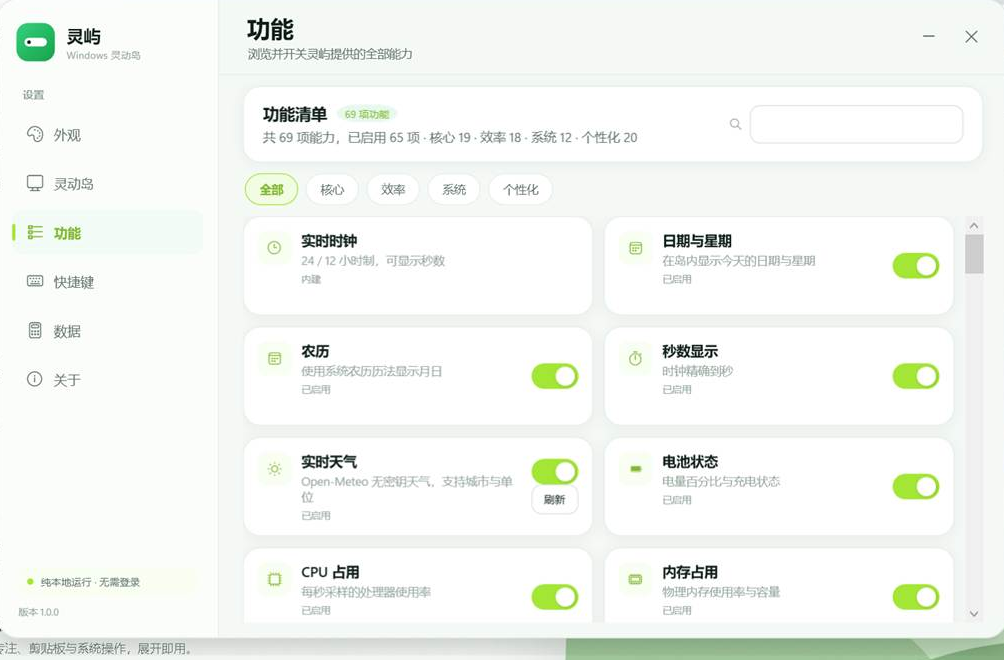 灵屿
Windows 灵动岛
设置
外观
灵动岛
功能
快捷键
数据
关于
纯本地运行 · 无需登录
版本 1.0.0
功能
浏览并开关灵屿提供的全部能力
功能清单 69 项功能
共 69 项能力，已启用 65 项 · 核心 19 · 效率 18 · 系统 12 · 个性化 20
全部 核心 效率 系统 个性化
实时时钟
24 / 12 小时制，可显示秒数
内建
日期与星期
在岛内显示今天的日期与星期
已启用
农历
使用系统农历历法显示月日
已启用
秒数显示
时钟精确到秒
已启用
实时天气
Open-Meteo 无密钥天气，支持城市与单
位
已启用
刷新
电池状态
电量百分比与充电状态
已启用
CPU 占用
每秒采样的处理器使用率
已启用
内存占用
物理内存使用率与容量
已启用
专注、剪贴板与系统操作，展开即用。